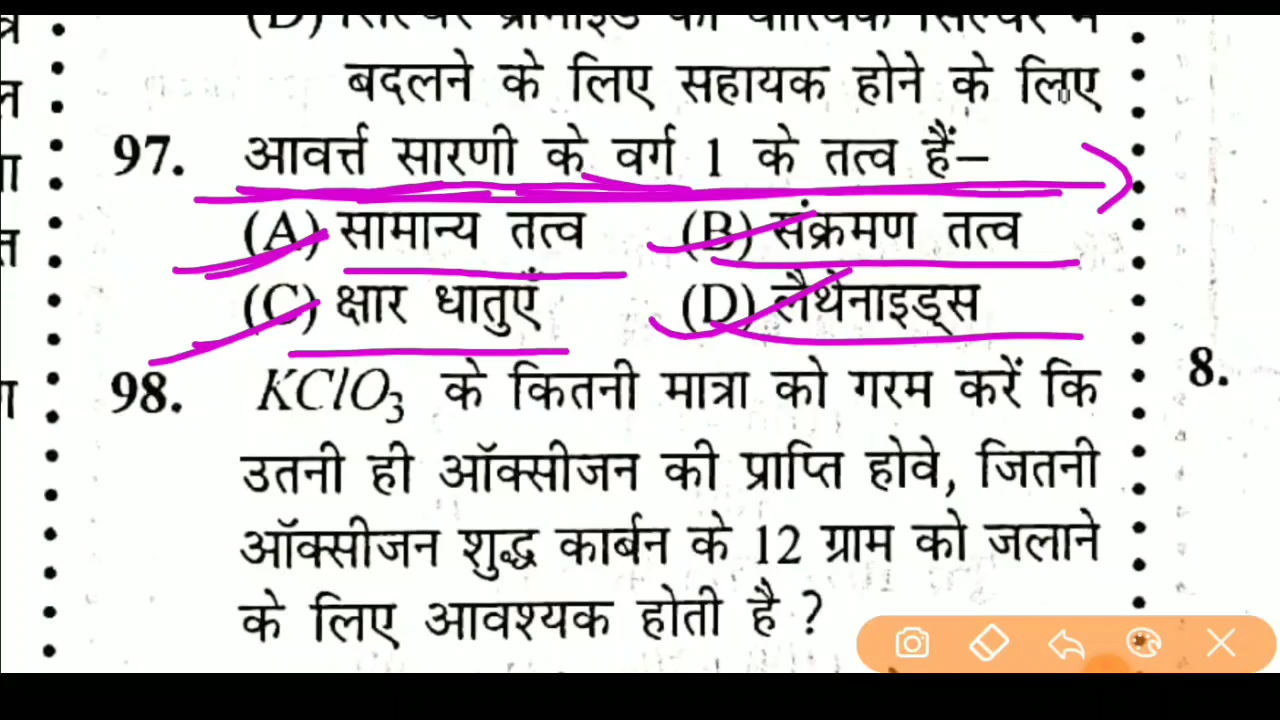 बदलने के लिए सहायक होने के लिए
97. आवर्त्त सारणी के वर्ग 1 के तत्व हैं–
(A) सामान्य तत्व (B) संक्रमण तत्व
(C) क्षार धातुएं (D) लैथेनाइड्स
98. KClO₃ के कितनी मात्रा को गरम करें कि
उतनी ही ऑक्सीजन की प्राप्ति होवे, जितनी
ऑक्सीजन शुद्ध कार्बन के 12 ग्राम को जलाने
के लिए आवश्यक होती है ?
8.